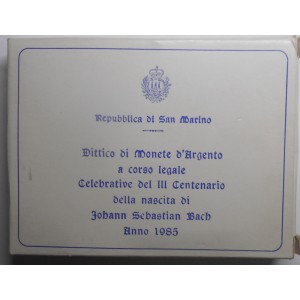 Repubblica di San Marino
Dittico di Monete d'Argento
a corso legale
Celebrative del III Centenario
della nascita di
Johann Sebastian Bach
Anno 1985